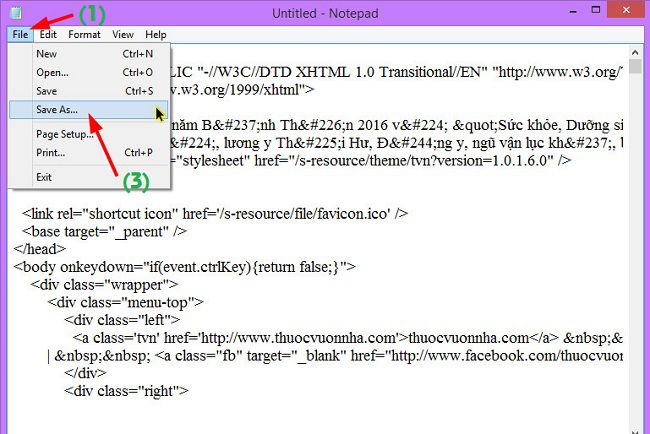 Untitled - Notepad
(1)
File Edit Format View Help
New Ctrl+N
Open... Ctrl+O
Save Ctrl+S
Save As...
Page Setup...
Print... Ctrl+P
Exit
(3)
LIC "-//W3C//DTD XHTML 1.0 Transitional//EN" "http://www.w3.org/T
w.w3.org/1999/xhtml">
năm B&#237;nh Th&#226;n 2016 v&#224; &quot;Sức khỏe, Dưỡng si
&#224;, lương y Th&#225;i Hư, Đ&#244;ng y, ngũ vận lục kh&#237;, b
="stylesheet" href="/s-resource/theme/tvn?version=1.0.1.6.0" />
<link rel="shortcut icon" href='/s-resource/file/favicon.ico' />
<base target="_parent" />
</head>
<body onkeydown="if(event.ctrlKey){return false;}">
<div class="wrapper">
<div class="menu-top">
<div class="left">
<a class='tvn' href='http://www.thuocvuonnha.com'>thuocvuonnha.com</a> &nbsp;&
| &nbsp;&nbsp; <a class="fb" target="_blank" href="http://www.facebook.com/thuocvuon
</div>
<div class="right">